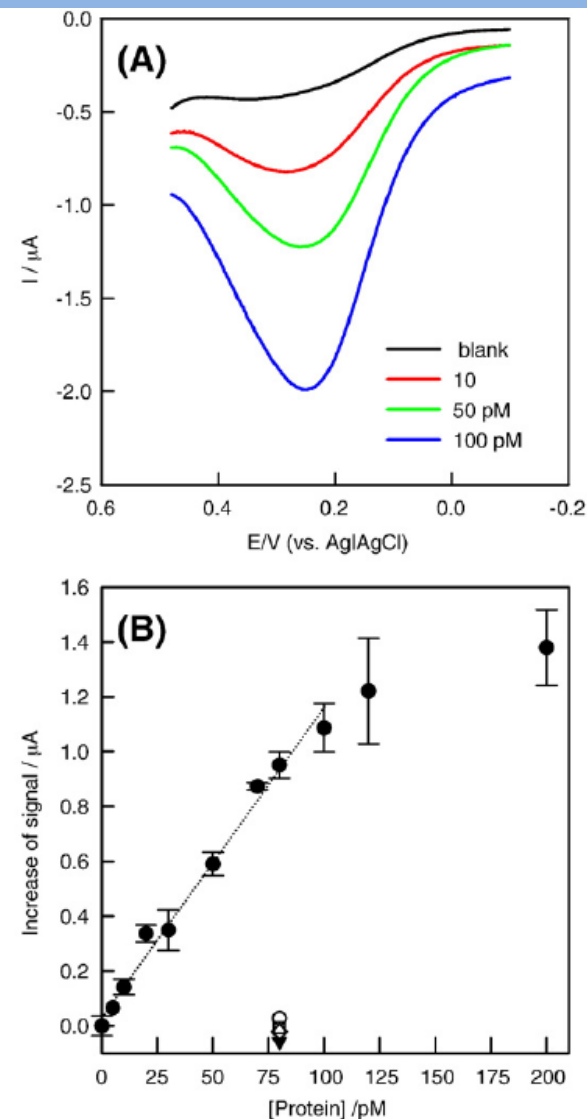 (A)
0.0
-0.5
-1.0
-1.5
-2.0
-2.5
I / μA
blank
10
50 pM
100 pM
0.6 0.4 0.2 0.0 -0.2
E/V (vs. Ag|AgCl)
(B)
1.6
1.4
1.2
1.0
0.8
0.6
0.4
0.2
0.0
Increase of signal / μA
0 25 50 75 100 125 150 175 200
[Protein] /pM